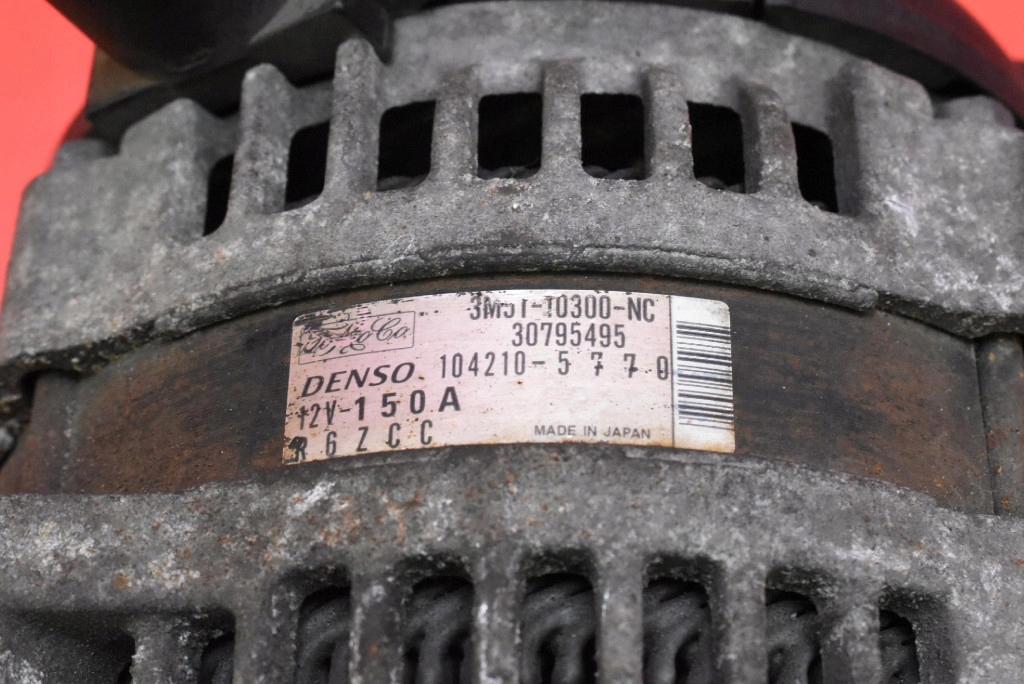 3M5T-10300-NC
30795495
DENSO 104210-5770
12V-150A
R6ZCC
MADE IN JAPAN